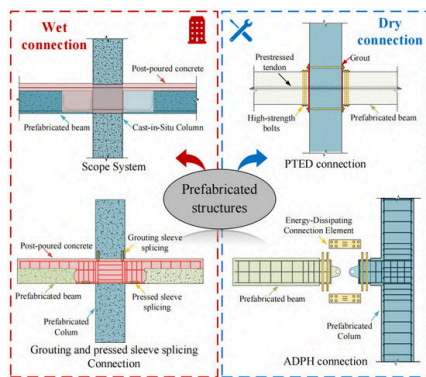 Wet
connection
Post-poured concrete
Prefabricated beam
Cast-in-Situ Column
Scope System
Dry
connection
Prestressed
tendon
Grout
High-strength
bolts
Prefabricated beam
PTED connection
Prefabricated
structures
Post-poured concrete
Grouting sleeve
splicing
Prefabricated beam
Pressed sleeve
splicing
Prefabricated
Colum
Grouting and pressed sleeve splicing
Connection
Energy-Dissipating
Connection Element
Prefabricated beam
Prefabricated
Colum
ADPH connection